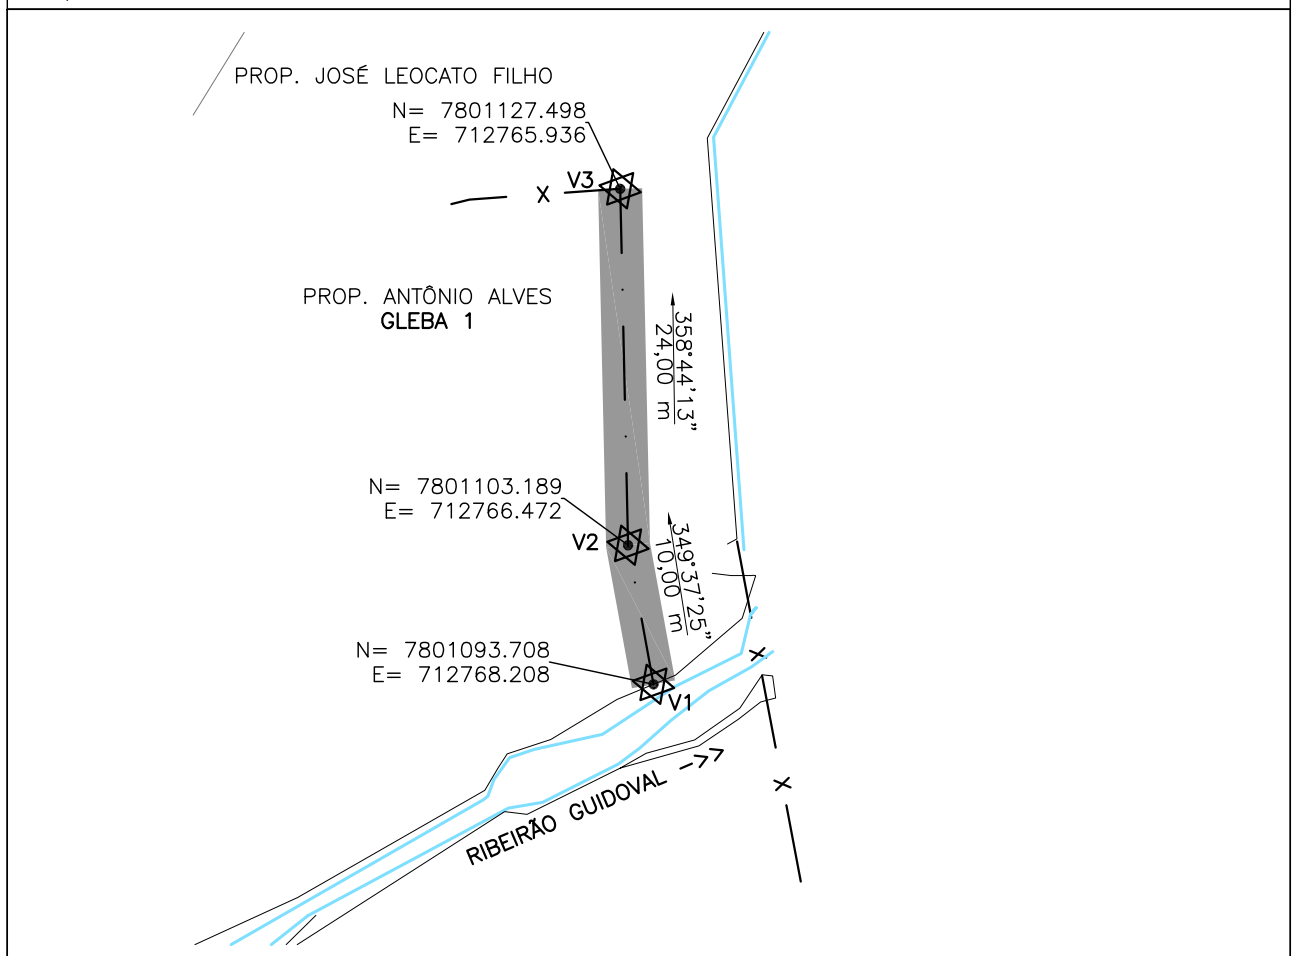 PROP. JOSÉ LEOCATO FILHO
N= 7801127.498
E= 712765.936
V3
X
PROP. ANTÔNIO ALVES
GLEBA 1
358°44'13"
24,00 m
N= 7801103.189
E= 712766.472
V2
349°37'25"
10,00 m
N= 7801093.708
E= 712768.208
V1
X
X
RIBEIRÃO GUIDOVAL ->>